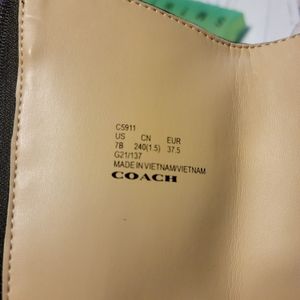 C5911
US CN EUR
7B 240(1.5) 37.5
G21/137
MADE IN VIETNAM/VIETNAM
COACH